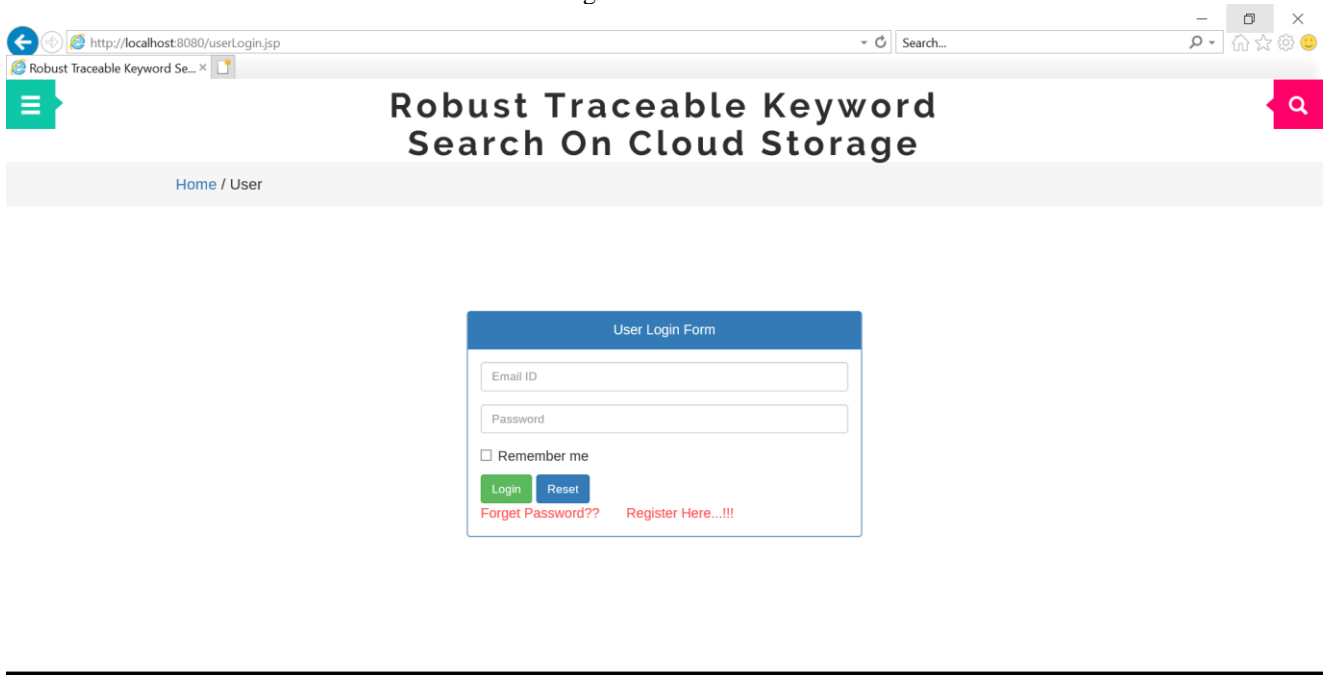 http://localhost:8080/userLogin.jsp
Search...
Robust Traceable Keyword Se...
Robust Traceable Keyword
Search On Cloud Storage
Home / User
User Login Form
Email ID
Password
Remember me
Login Reset
Forget Password?? Register Here...!!!